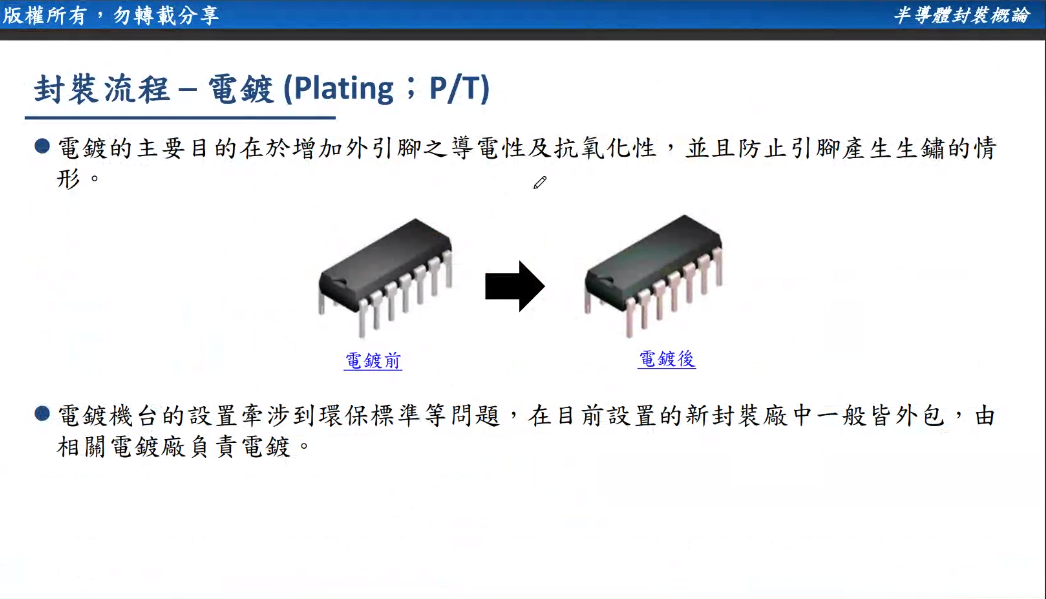 版權所有，勿轉載分享
半導體封裝概論
封裝流程 – 電鍍 (Plating；P/T)
●電鍍的主要目的在於增加外引腳之導電性及抗氧化性，並且防止引腳產生生鏽的情
形。
電鍍前
電鍍後
●電鍍機台的設置牽涉到環保標準等問題，在目前設置的新封裝廠中一般皆外包，由
相關電鍍廠負責電鍍。